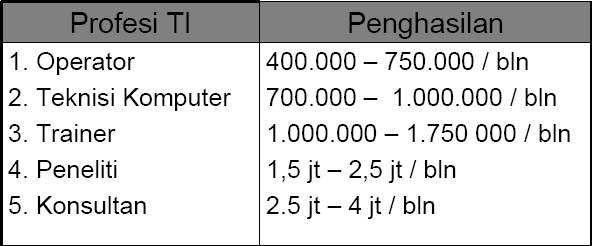 Profesi TI Penghasilan
1. Operator 400.000 – 750.000 / bln
2. Teknisi Komputer 700.000 – 1.000.000 / bln
3. Trainer 1.000.000 – 1.750 000 / bln
4. Peneliti 1,5 jt – 2,5 jt / bln
5. Konsultan 2.5 jt – 4 jt / bln